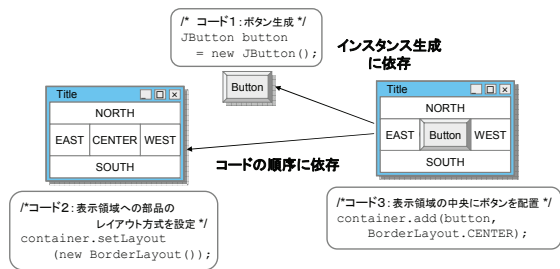 /* コード1:ボタン生成 */
JButton button
= new JButton();
インスタンス生成
に依存
Button
Title
NORTH
EAST CENTER WEST
SOUTH
コードの順序に依存
Title
NORTH
EAST Button WEST
SOUTH
/*コード2:表示領域への部品の
レイアウト方式を設定 */
container.setLayout
(new BorderLayout());
/*コード3:表示領域の中央にボタンを配置 */
container.add(button,
BorderLayout.CENTER);